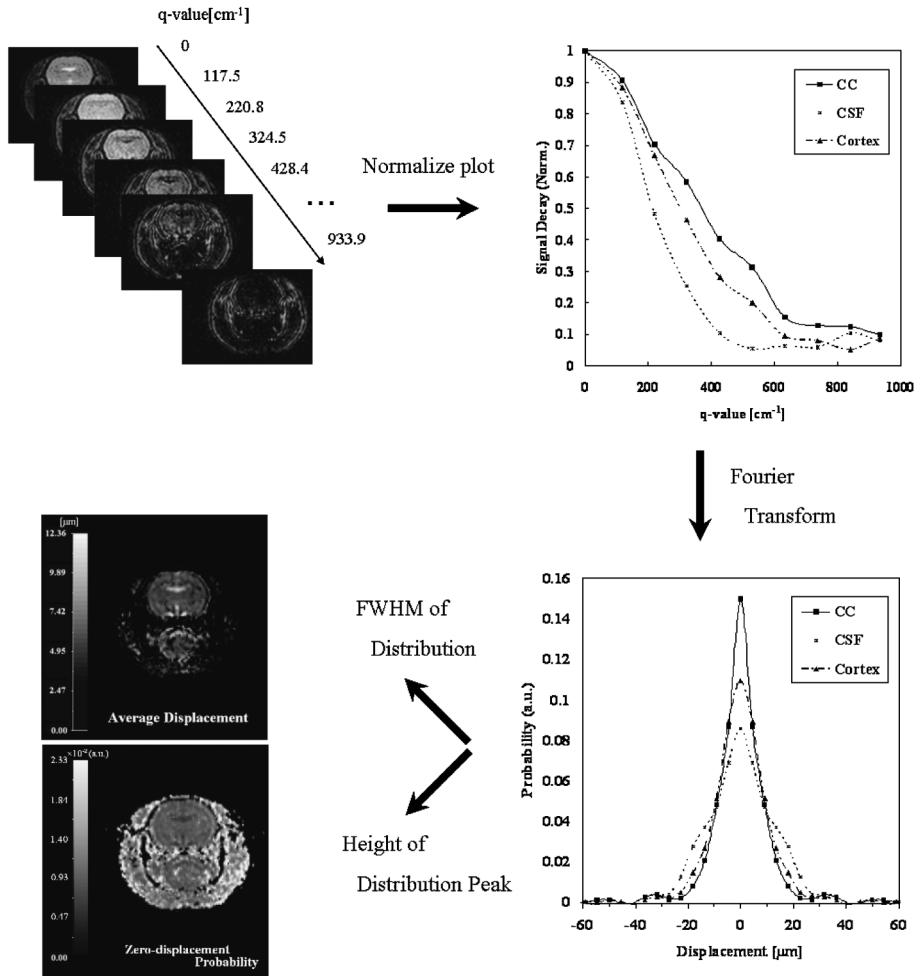 q-value[cm⁻¹]
0
117.5
220.8
324.5
428.4
...
933.9
Normalize plot
1
0.9
0.8
0.7
0.6
0.5
0.4
0.3
0.2
0.1
0
Signal Decay (Norm.)
CC
CSF
Cortex
0
200
400
600
800
1000
q-value [cm⁻¹]
Fourier
Transform
[μm]
12.36
9.89
7.42
4.95
2.47
0.00
Average Displacement
FWHM of
Distribution
×10⁻²(a.u.)
2.33
1.81
1.40
0.93
0.47
0.00
Zero-displacement
Probability
Height of
Distribution Peak
0.16
0.14
0.12
0.1
0.08
0.06
0.04
0.02
0
Probability (a.u.)
CC
CSF
Cortex
-60
-40
-20
0
20
40
60
Displacement [μm]